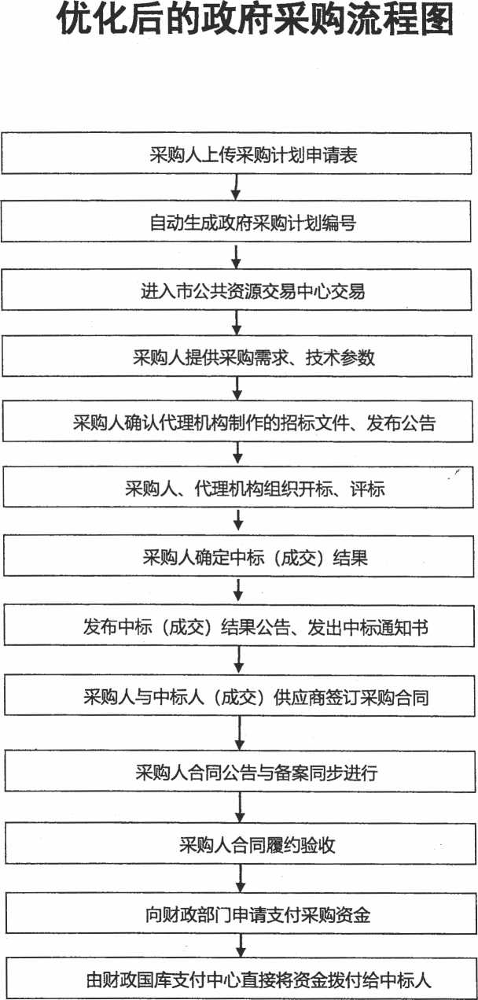 优化后的政府采购流程图
采购人上传采购计划申请表
自动生成政府采购计划编号
进入市公共资源交易中心交易
采购人提供采购需求、技术参数
采购人确认代理机构制作的招标文件、发布公告
采购人、代理机构组织开标、评标
采购人确定中标（成交）结果
发布中标（成交）结果公告、发出中标通知书
采购人与中标人（成交）供应商签订采购合同
采购人合同公告与备案同步进行
采购人合同履约验收
向财政部门申请支付采购资金
由财政国库支付中心直接将资金拨付给中标人